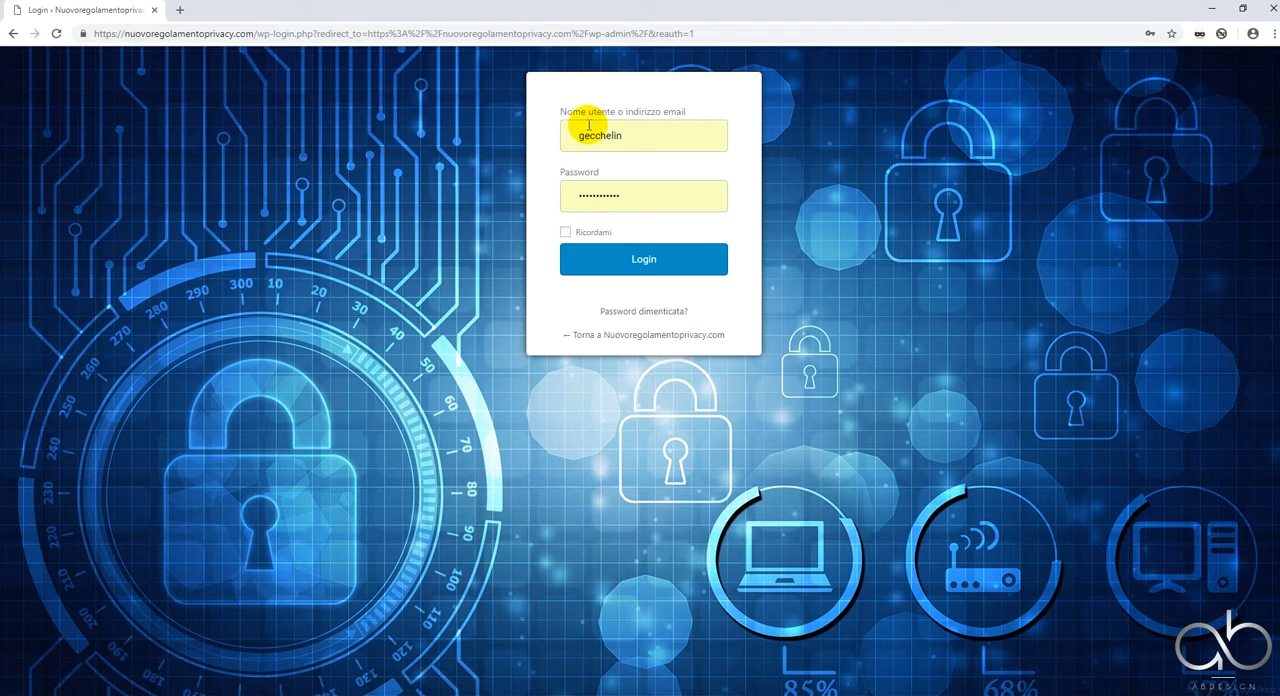 Login ‹ Nuovoregolamentoprivac
https://nuovoregolamentoprivacy.com/wp-login.php?redirect_to=https%3A%2F%2Fnuovoregolamentoprivacy.com%2Fwp-admin%2F&reauth=1
Nome utente o indirizzo email
gecchelin
Password
••••••••••••
Ricordami
Login
Password dimenticata?
← Torna a Nuovoregolamentoprivacy.com
300
10
20
30
40
50
60
70
80
90
100
110
120
130
160
190
200
210
220
230
240
250
260
270
280
290
85%
68%
ab
ABDESIGN